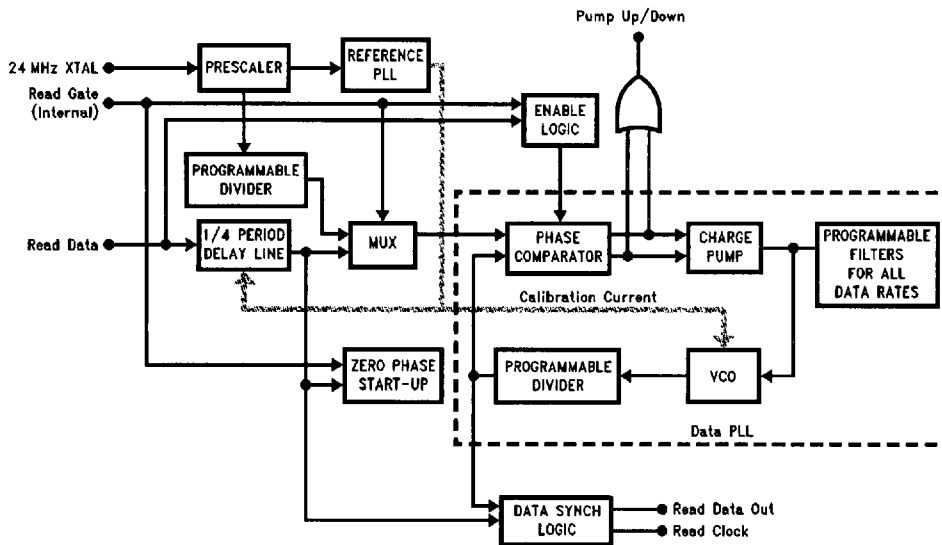 Pump Up/Down
24 MHz XTAL
PRESCALER
REFERENCE
PLL
Read Gate
(Internal)
ENABLE
LOGIC
PROGRAMMABLE
DIVIDER
Read Data
1/4 PERIOD
DELAY LINE
MUX
PHASE
COMPARATOR
CHARGE
PUMP
PROGRAMMABLE
FILTERS
FOR ALL
DATA RATES
Calibration Current
ZERO PHASE
START-UP
PROGRAMMABLE
DIVIDER
VCO
Data PLL
DATA SYNCH
LOGIC
Read Data Out
Read Clock